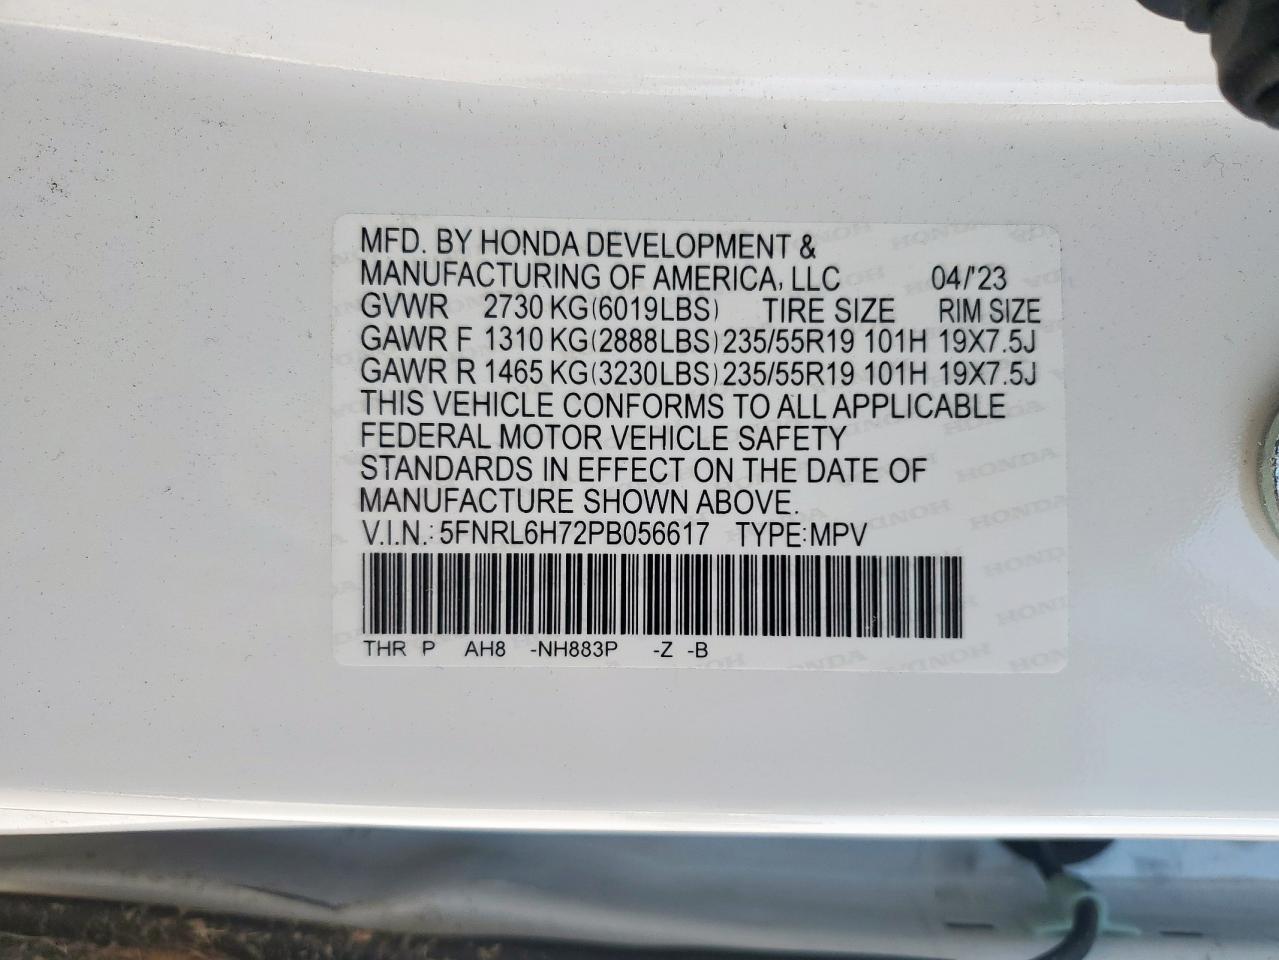 MFD. BY HONDA DEVELOPMENT &
MANUFACTURING OF AMERICA, LLC 04/'23
GVWR 2730 KG(6019LBS) TIRE SIZE RIM SIZE
GAWR F 1310 KG(2888LBS) 235/55R19 101H 19X7.5J
GAWR R 1465 KG(3230LBS) 235/55R19 101H 19X7.5J
THIS VEHICLE CONFORMS TO ALL APPLICABLE
FEDERAL MOTOR VEHICLE SAFETY
STANDARDS IN EFFECT ON THE DATE OF
MANUFACTURE SHOWN ABOVE.
V.I.N.: 5FNRL6H72PB056617 TYPE:MPV
THR P AH8 -NH883P -Z -B